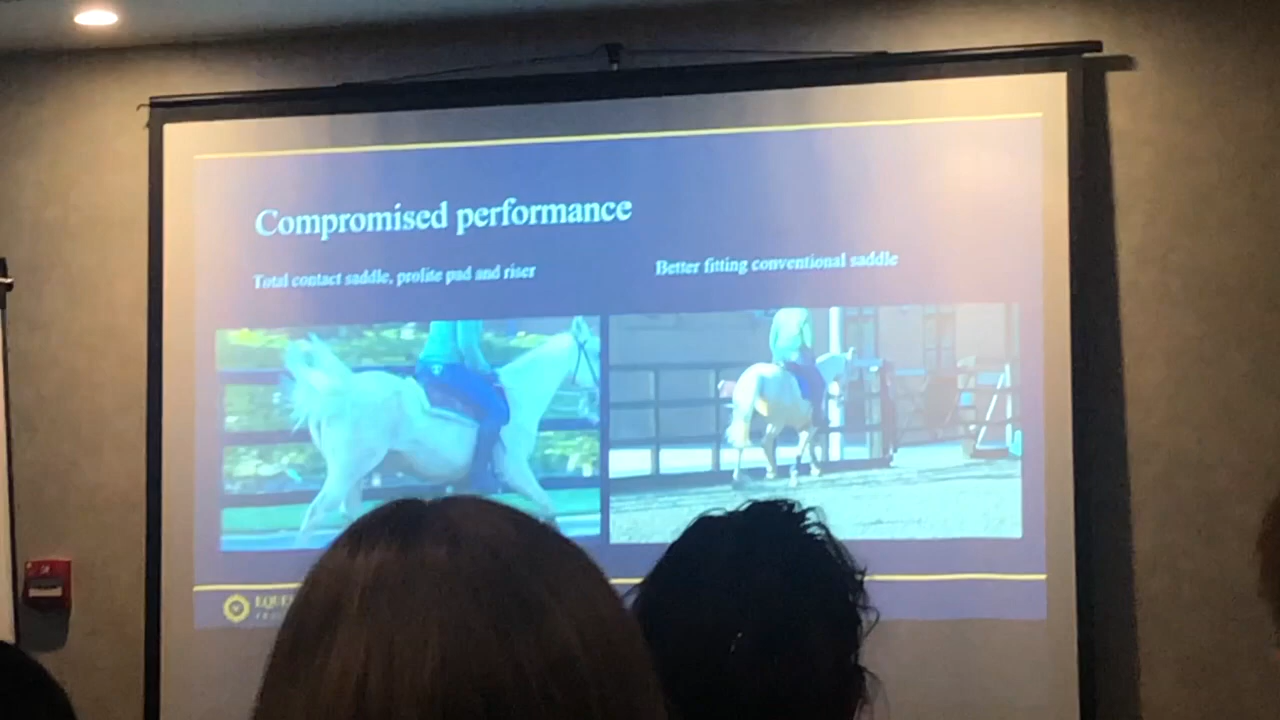 Compromised performance
Total contact saddle, prolite pad and riser
Better fitting conventional saddle